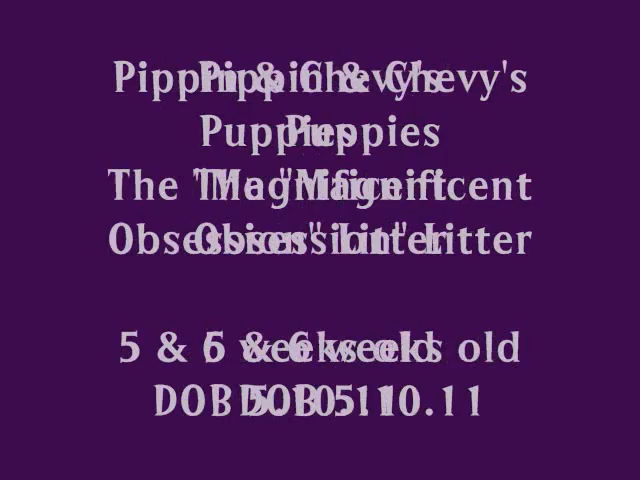 Pippin & Chevy's
Puppies
The "Magnificent
Obsession" Litter
5 & 6 weeks old
DOB 5.10.11